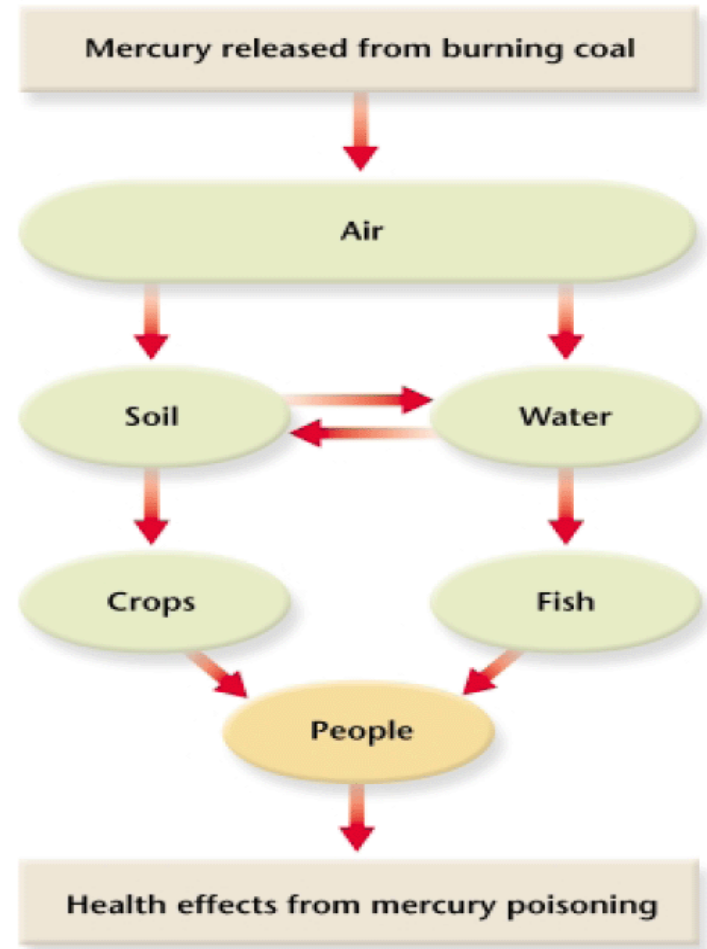 Mercury released from burning coal
Air
Soil
Water
Crops
Fish
People
Health effects from mercury poisoning